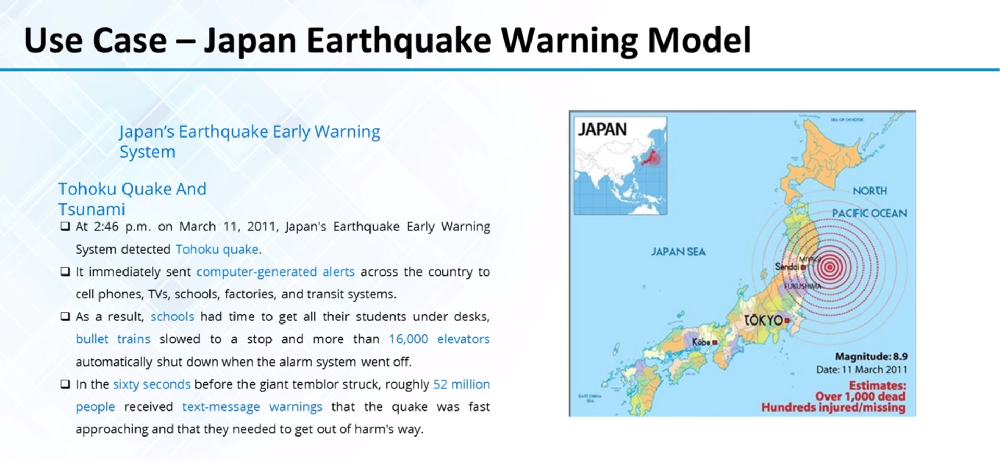 Use Case – Japan Earthquake Warning Model
Japan’s Earthquake Early Warning
System
Tohoku Quake And
Tsunami
❑ At 2:46 p.m. on March 11, 2011, Japan's Earthquake Early Warning
System detected Tohoku quake.
❑ It immediately sent computer-generated alerts across the country to
cell phones, TVs, schools, factories, and transit systems.
❑ As a result, schools had time to get all their students under desks,
bullet trains slowed to a stop and more than 16,000 elevators
automatically shut down when the alarm system went off.
❑ In the sixty seconds before the giant temblor struck, roughly 52 million
people received text-message warnings that the quake was fast
approaching and that they needed to get out of harm's way.
JAPAN
SEA OF OKHOTSK
NORTH
PACIFIC OCEAN
JAPAN SEA
MIYAGI
Sendai
FUKUSHIMA
TŌKYO
Kōbe
EAST CHINA
SEA
Magnitude: 8.9
Date: 11 March 2011
Estimates:
Over 1,000 dead
Hundreds injured/missing